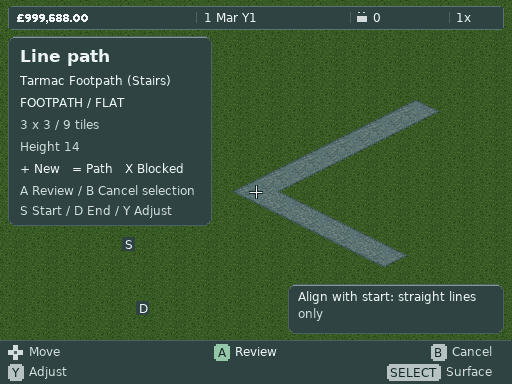 £999,688.00
1 Mar Y1
0
1x
Line path
Tarmac Footpath (Stairs)
FOOTPATH / FLAT
3 x 3 / 9 tiles
Height 14
+ New = Path X Blocked
A Review / B Cancel selection
S Start / D End / Y Adjust
S
D
Align with start: straight lines
only
Move
A Review
B Cancel
Y Adjust
SELECT Surface